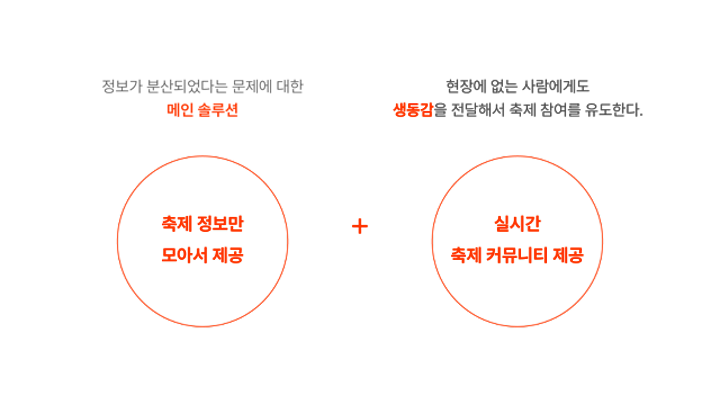 정보가 분산되었다는 문제에 대한
메인 솔루션
현장에 없는 사람에게도
생동감을 전달해서 축제 참여를 유도한다.
축제 정보만
모아서 제공
+
실시간
축제 커뮤니티 제공